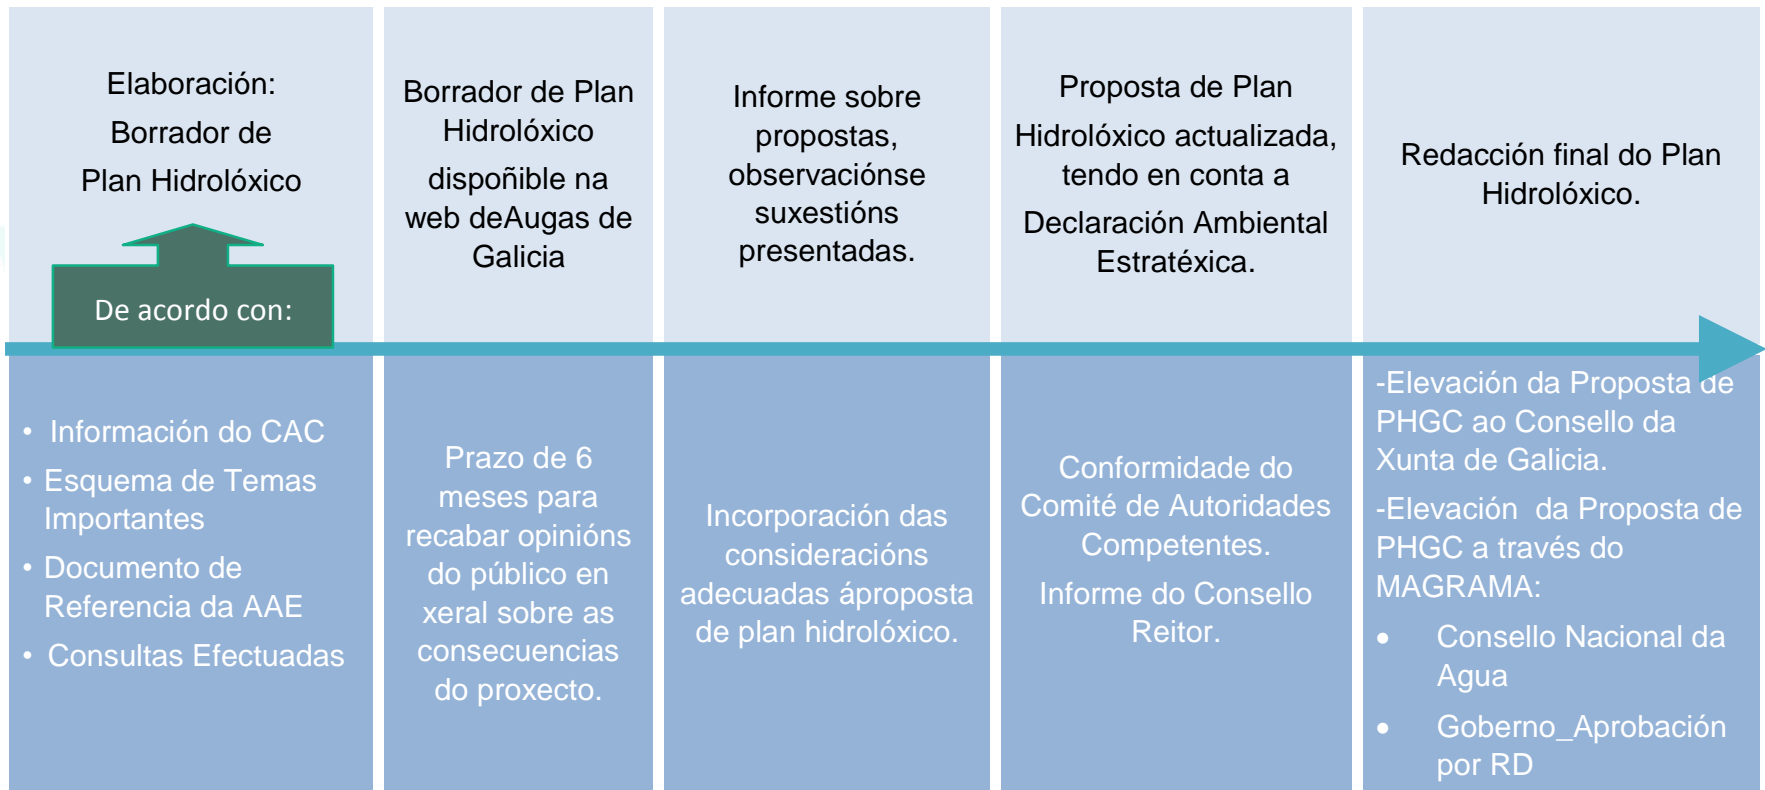 Elaboración:
Borrador de
Plan Hidrolóxico
De acordo con:
• Información do CAC
• Esquema de Temas
Importantes
• Documento de
Referencia da AAE
• Consultas Efectuadas
Borrador de Plan
Hidrolóxico
dispoñible na
web deAugas de
Galicia
Prazo de 6
meses para
recabar opinións
do público en
xeral sobre as
consecuencias
do proxecto.
Informe sobre
propostas,
observaciónse
suxestións
presentadas.
Incorporación das
consideracións
adecuadas áproposta
de plan hidrolóxico.
Proposta de Plan
Hidrolóxico actualizada,
tendo en conta a
Declaración Ambiental
Estratéxica.
Conformidade do
Comité de Autoridades
Competentes.
Informe do Consello
Reitor.
Redacción final do Plan
Hidrolóxico.
-Elevación da Proposta de
PHGC ao Consello da
Xunta de Galicia.
-Elevación  da Proposta de
PHGC a través do
MAGRAMA:
• Consello Nacional da
Agua
• Goberno_Aprobación
por RD